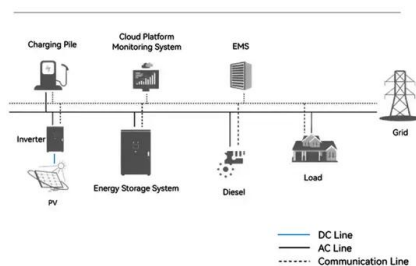 Charging Pile
Cloud Platform
Monitoring System
EMS
Grid
Inverter
PV
Energy Storage System
Diesel
Load
DC Line
AC Line
Communication Line